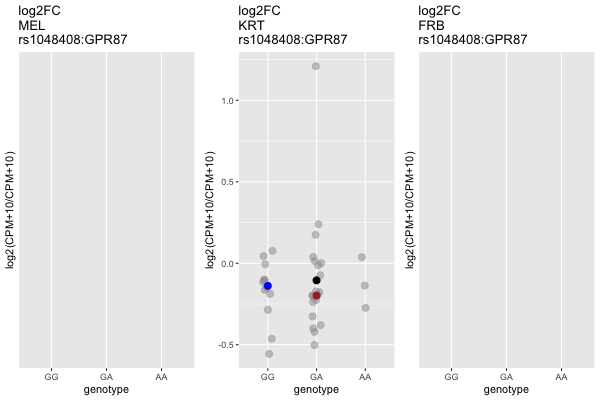 log2FC
MEL
rs1048408:GPR87
log2(CPM+10/CPM+10)
GG
GA
AA
genotype
log2FC
KRT
rs1048408:GPR87
log2(CPM+10/CPM+10)
1.0
0.5
0.0
-0.5
GG
GA
AA
genotype
log2FC
FRB
rs1048408:GPR87
log2(CPM+10/CPM+10)
GG
GA
AA
genotype